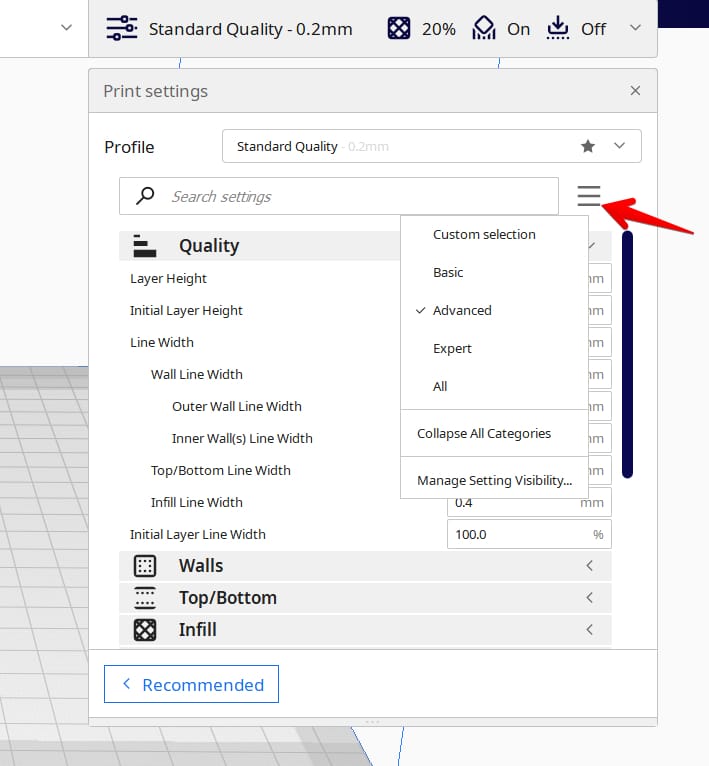 Standard Quality - 0.2mm 20% On Off
Print settings
Profile Standard Quality - 0.2mm
Search settings
Custom selection
Basic
Advanced
Expert
All
Collapse All Categories
Manage Setting Visibility...
Quality
Layer Height
Initial Layer Height
Line Width
Wall Line Width
Outer Wall Line Width
Inner Wall(s) Line Width
Top/Bottom Line Width
Infill Line Width 0.4 mm
Initial Layer Line Width 100.0 %
Walls
Top/Bottom
Infill
Recommended